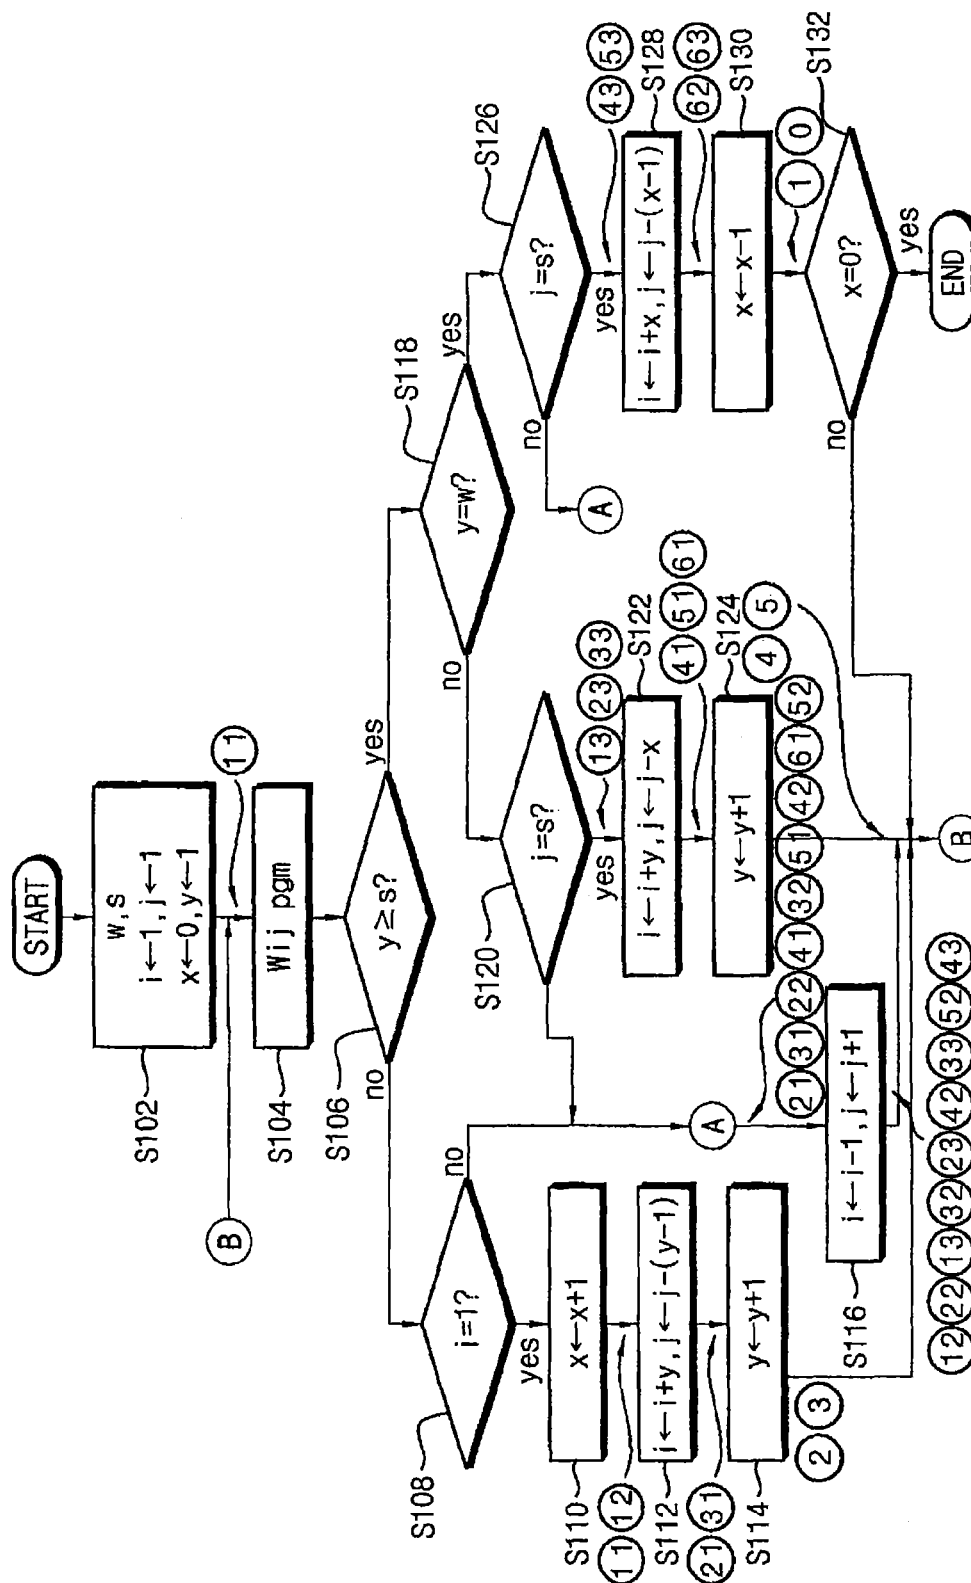 START
w,s
i←1,j←1
x←0,y←1
S102
11
B
Wij pgm
S104
y≥s?
S106
no
yes
i=1?
S108
no
yes
x←x+1
S110
11 12
i←i+y,j←j-(y-1)
S112
21 31
y←y+1
S114
2 3
y=w?
S118
no
yes
j=s?
S120
yes
13 23 33
i←i+y,j←j-x
S122
41 51 61
y←y+1
S124
4 5
A
21 31 22 41 32 51 42 61 52
i←i-1,j←j+1
S116
12 22 13 32 23 42 33 52 43
B
j=s?
S126
no
A
yes
43 53
i←i+x,j←j-(x-1)
S128
62 63
x←x-1
S130
1 0
x=0?
S132
no
yes
END